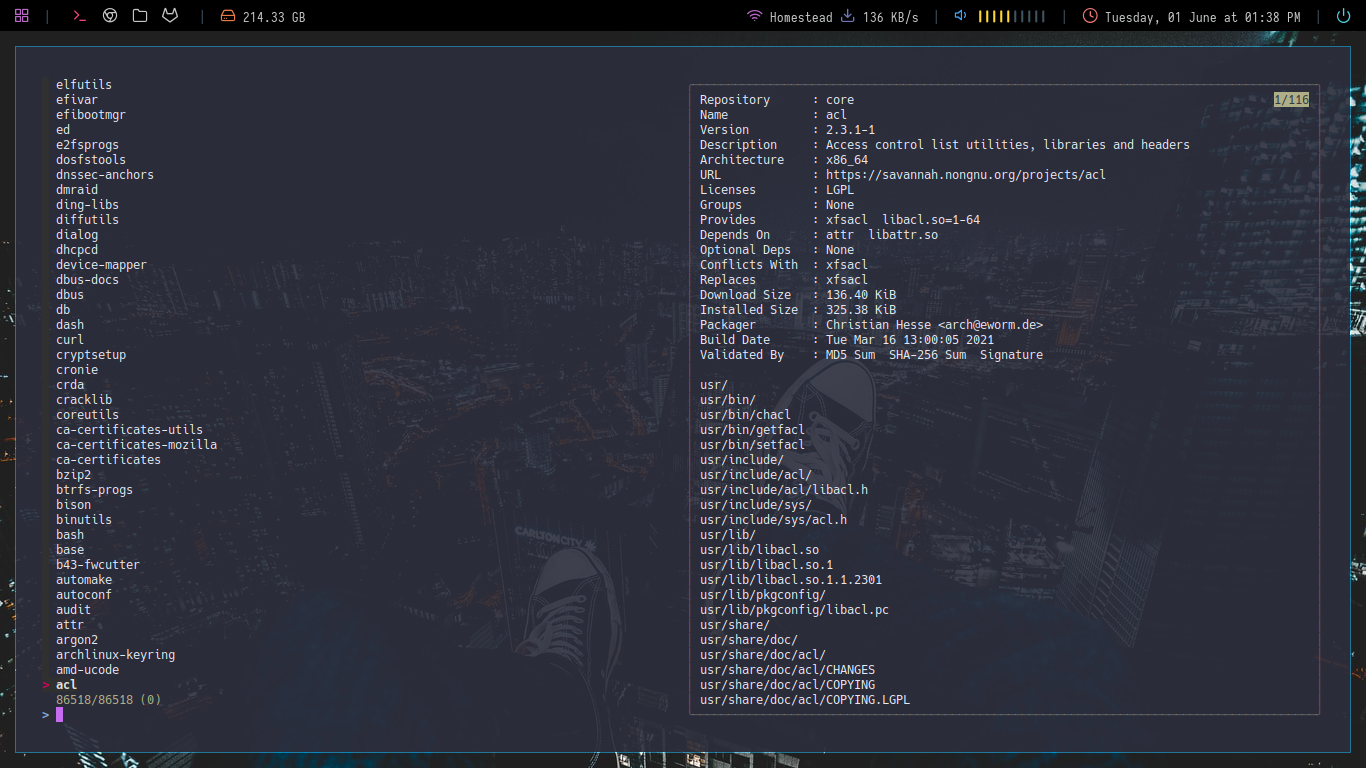 214.33 GB
Homestead 136 KB/s
Tuesday, 01 June at 01:38 PM
elfutils
efivar
efibootmgr
ed
e2fsprogs
dosfstools
dnssec-anchors
dmraid
ding-libs
diffutils
dialog
dhcpcd
device-mapper
dbus-docs
dbus
db
dash
curl
cryptsetup
cronie
crda
cracklib
coreutils
ca-certificates-utils
ca-certificates-mozilla
ca-certificates
bzip2
btrfs-progs
bison
binutils
bash
base
b43-fwcutter
automake
autoconf
audit
attr
argon2
archlinux-keyring
amd-ucode
> acl
86518/86518 (0)
>
Repository : core 1/116
Name : acl
Version : 2.3.1-1
Description : Access control list utilities, libraries and headers
Architecture : x86_64
URL : https://savannah.nongnu.org/projects/acl
Licenses : LGPL
Groups : None
Provides : xfsacl libacl.so=1-64
Depends On : attr libattr.so
Optional Deps : None
Conflicts With : xfsacl
Replaces : xfsacl
Download Size : 136.40 KiB
Installed Size : 325.38 KiB
Packager : Christian Hesse <arch@eworm.de>
Build Date : Tue Mar 16 13:00:05 2021
Validated By : MD5 Sum SHA-256 Sum Signature
usr/
usr/bin/
usr/bin/chacl
usr/bin/getfacl
usr/bin/setfacl
usr/include/
usr/include/acl/
usr/include/acl/libacl.h
usr/include/sys/
usr/include/sys/acl.h
usr/lib/
usr/lib/libacl.so
usr/lib/libacl.so.1
usr/lib/libacl.so.1.1.2301
usr/lib/pkgconfig/
usr/lib/pkgconfig/libacl.pc
usr/share/
usr/share/doc/
usr/share/doc/acl/
usr/share/doc/acl/CHANGES
usr/share/doc/acl/COPYING
usr/share/doc/acl/COPYING.LGPL
CARLTON CITY